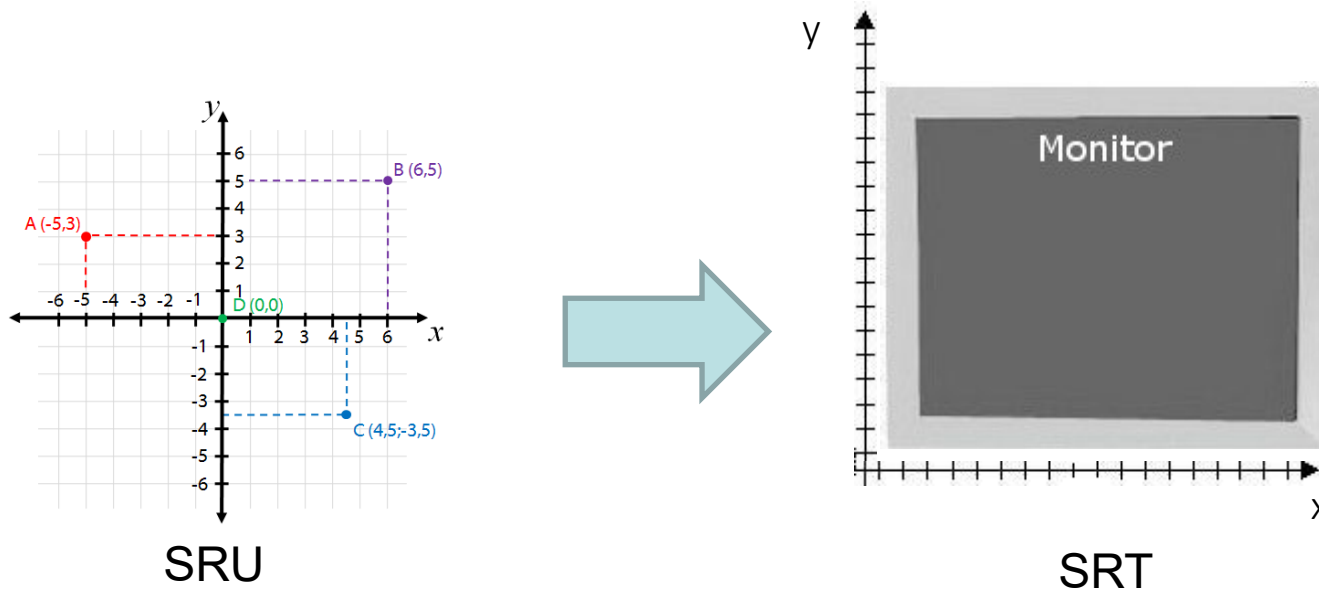 y
6
B (6,5)
5
4
A (-5,3)
3
2
1
-6 -5 -4 -3 -2 -1
D (0,0)
1 2 3 4 5 6
x
-1
-2
-3
-4
C (4,5;-3,5)
-5
-6
SRU
y
Monitor
x
SRT